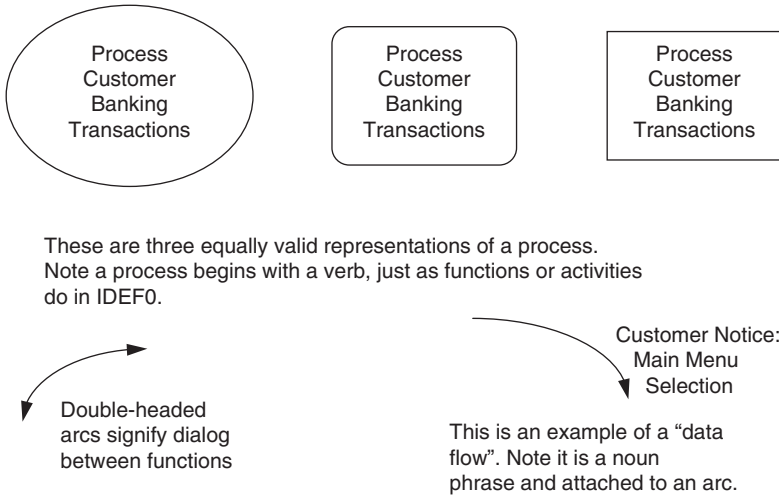 Process
Customer
Banking
Transactions
Process
Customer
Banking
Transactions
Process
Customer
Banking
Transactions
These are three equally valid representations of a process.
Note a process begins with a verb, just as functions or activities
do in IDEF0.
Customer Notice:
Main Menu
Selection
Double-headed
arcs signify dialog
between functions
This is an example of a “data
flow”. Note it is a noun
phrase and attached to an arc.